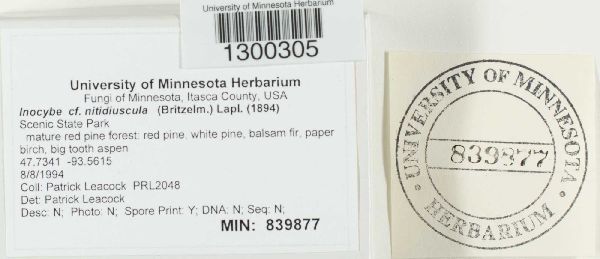 University of Minnesota Herbarium
1300305
University of Minnesota Herbarium
Fungi of Minnesota, Itasca County, USA
Inocybe cf. nitidiuscula (Britzelm.) Lapl. (1894)
Scenic State Park
mature red pine forest: red pine, white pine, balsam fir, paper
birch, big tooth aspen
47.7341 -93.5615
8/8/1994
Coll: Patrick Leacock PRL2048
Det: Patrick Leacock
Desc: N; Photo: N; Spore Print: Y; DNA: N; Seq: N;
MIN: 839877
UNIVERSITY OF MINNESOTA
839877
HERBARIUM